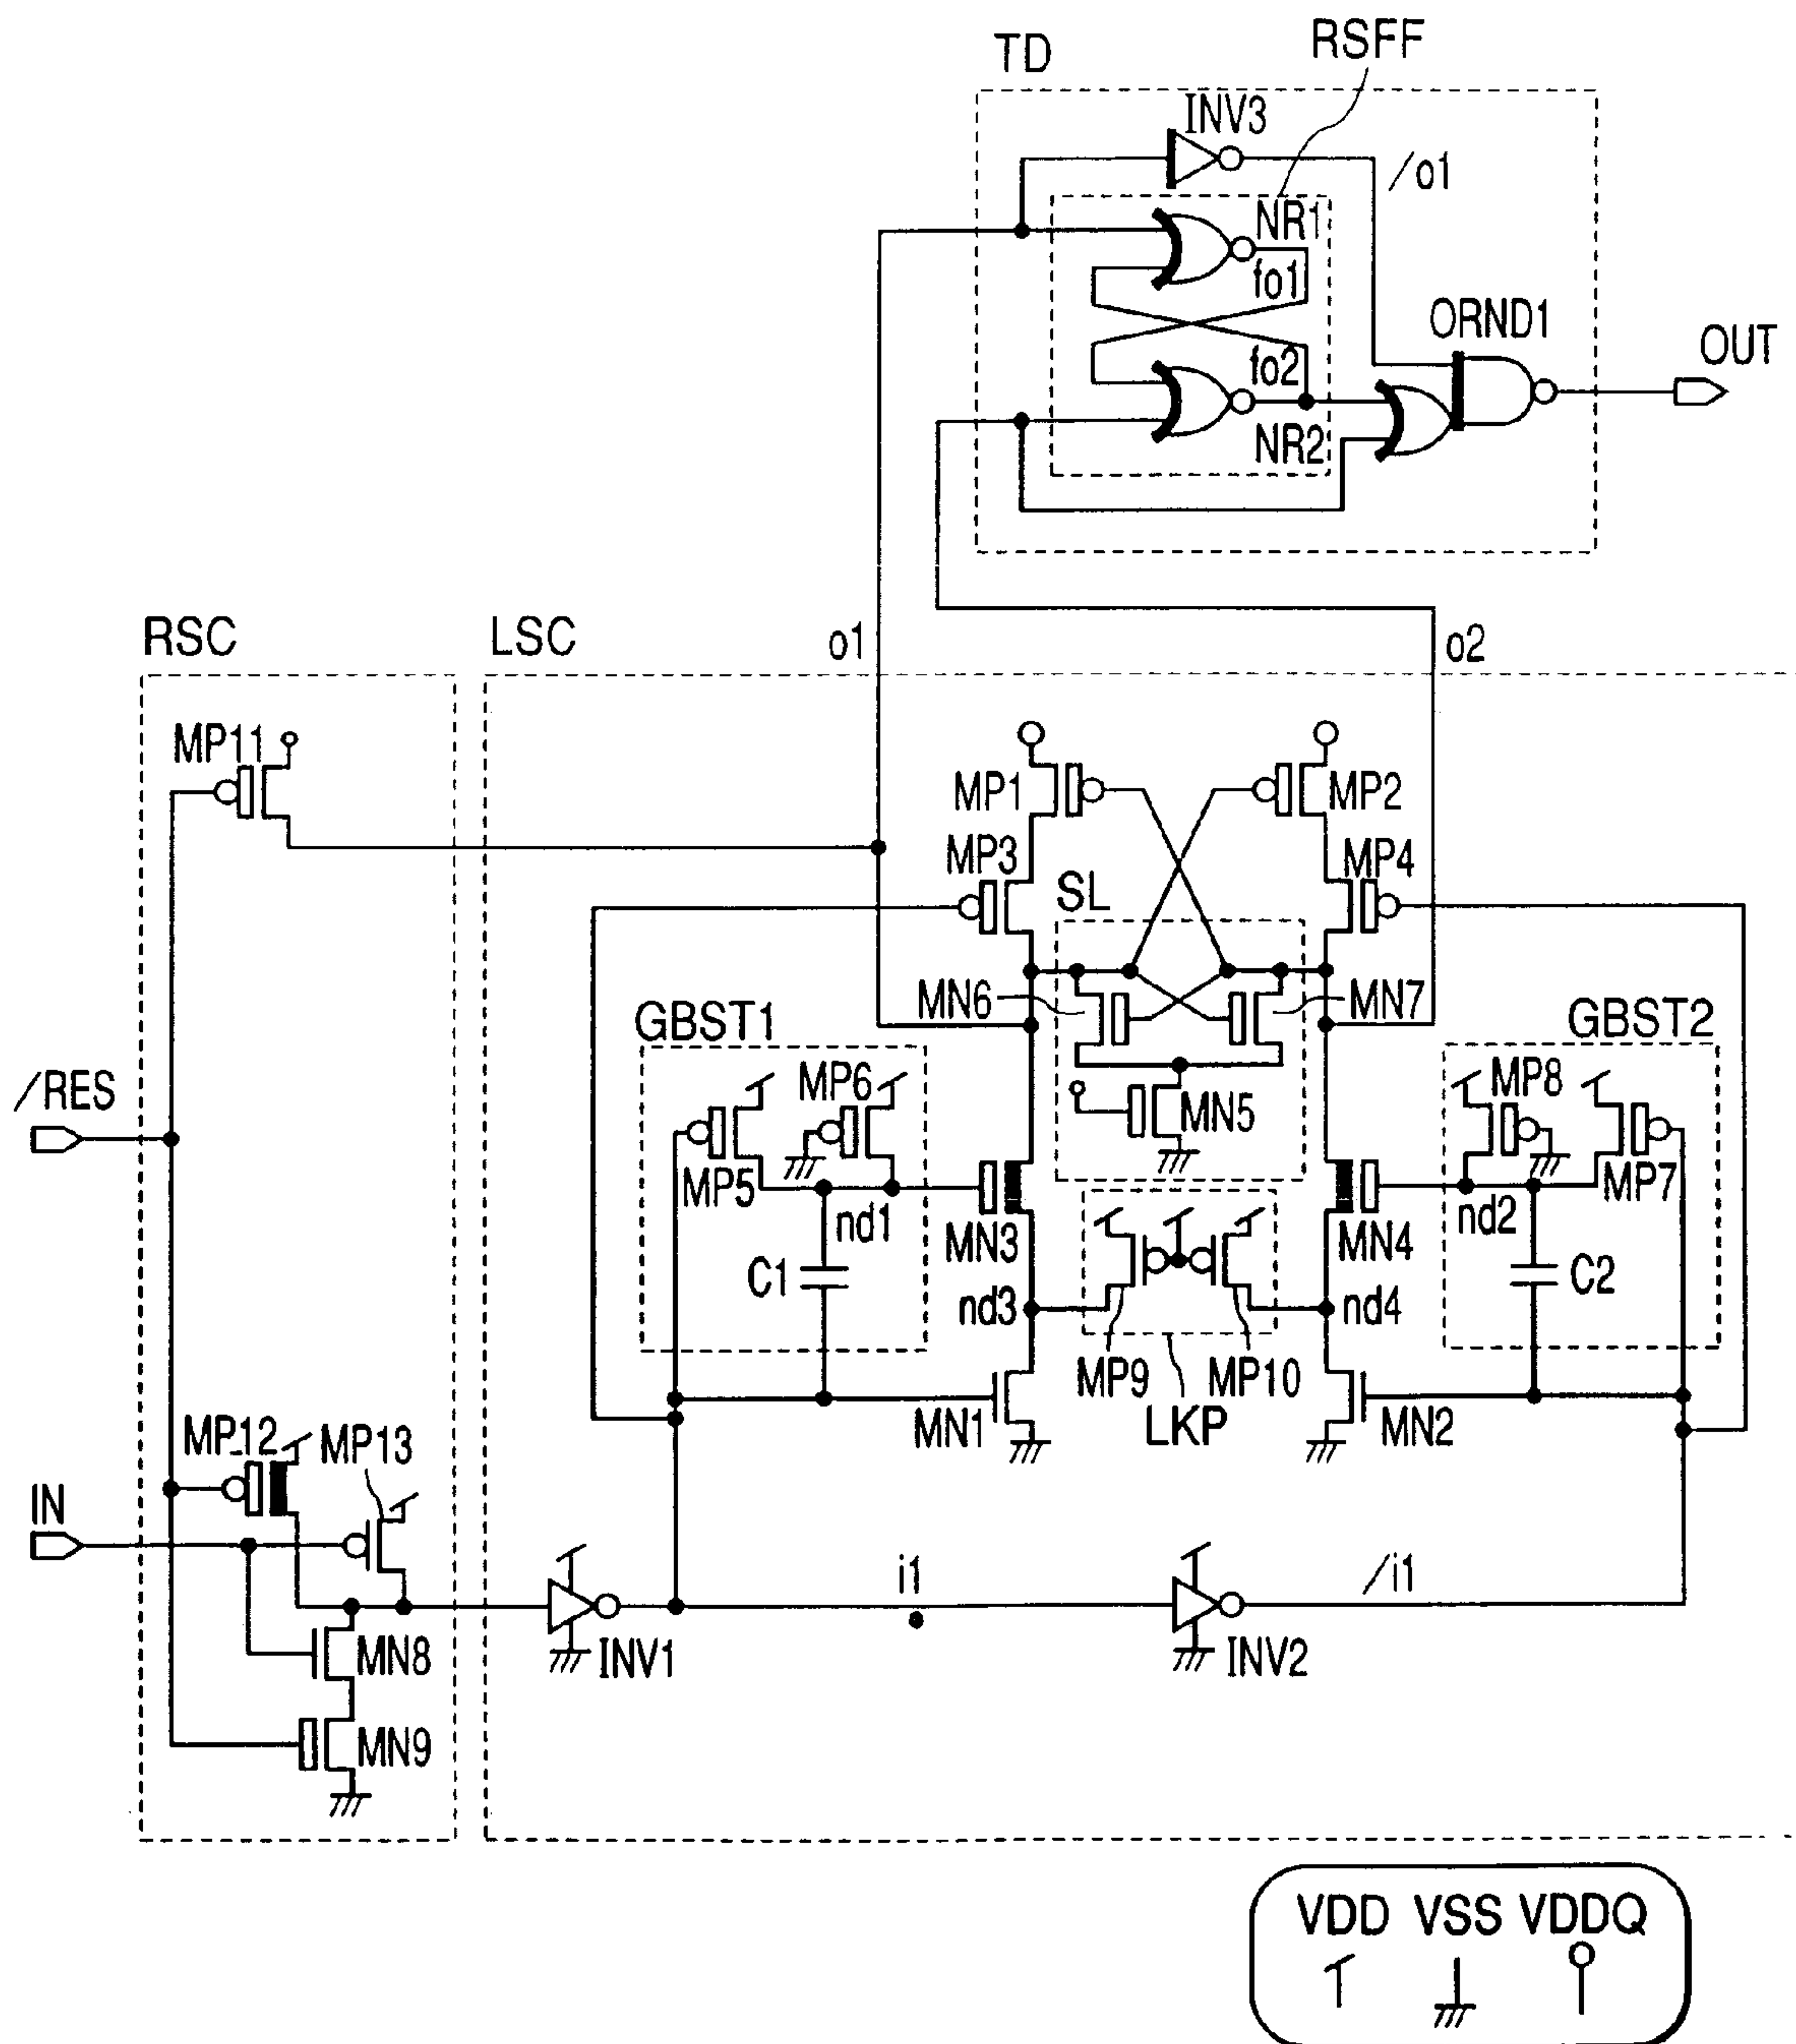 RSFF
TD
INV3
/o1
NR1
fo1
ORND1
OUT
fo2
NR2
RSC
LSC
o1
o2
MP11
MP1
MP2
MP3
MP4
SL
MN6
MN7
GBST1
GBST2
/RES
MP6
MP8
MN5
MP5
MP7
nd1
nd2
MN3
MN4
C1
C2
nd3
nd4
MP9
MP10
MN1
LKP
MN2
MP12
MP13
IN
i1
/i1
MN8
INV1
INV2
MN9
VDD VSS VDDQ